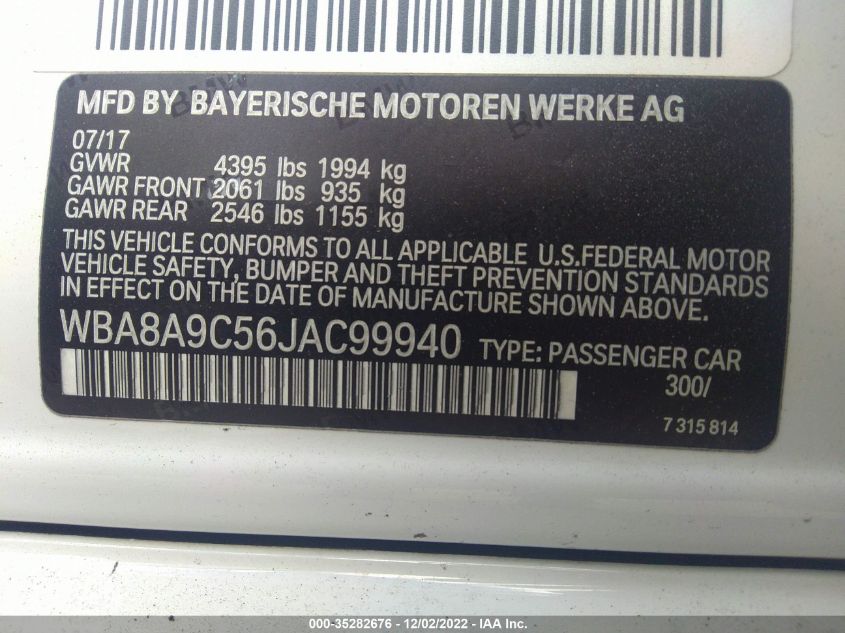 MFD BY BAYERISCHE MOTOREN WERKE AG
07/17
GVWR 4395 lbs 1994 kg
GAWR FRONT 2061 lbs 935 kg
GAWR REAR 2546 lbs 1155 kg
THIS VEHICLE CONFORMS TO ALL APPLICABLE U.S.FEDERAL MOTOR
VEHICLE SAFETY, BUMPER AND THEFT PREVENTION STANDARDS
IN EFFECT ON THE DATE OF MANUFACTURE SHOWN ABOVE.
WBA8A9C56JAC99940 TYPE: PASSENGER CAR
300/
7 315 814
000-35282676 - 12/02/2022 - IAA Inc.